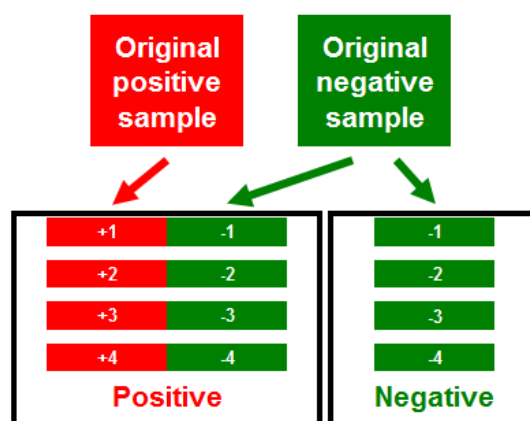 Original
positive
sample
Original
negative
sample
+1 -1 -1
+2 -2 -2
+3 -3 -3
+4 -4 -4
Positive Negative